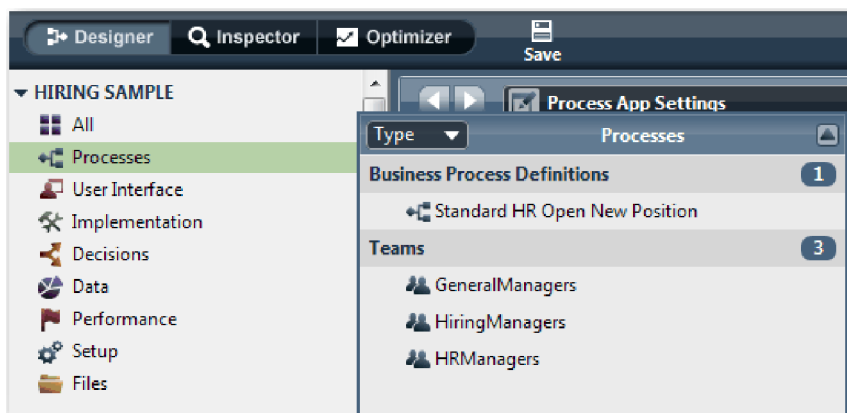 Designer Inspector Optimizer Save
HIRING SAMPLE
All
Processes
User Interface
Implementation
Decisions
Data
Performance
Setup
Files
Process App Settings
Type Processes
Business Process Definitions 1
Standard HR Open New Position
Teams 3
GeneralManagers
HiringManagers
HRManagers